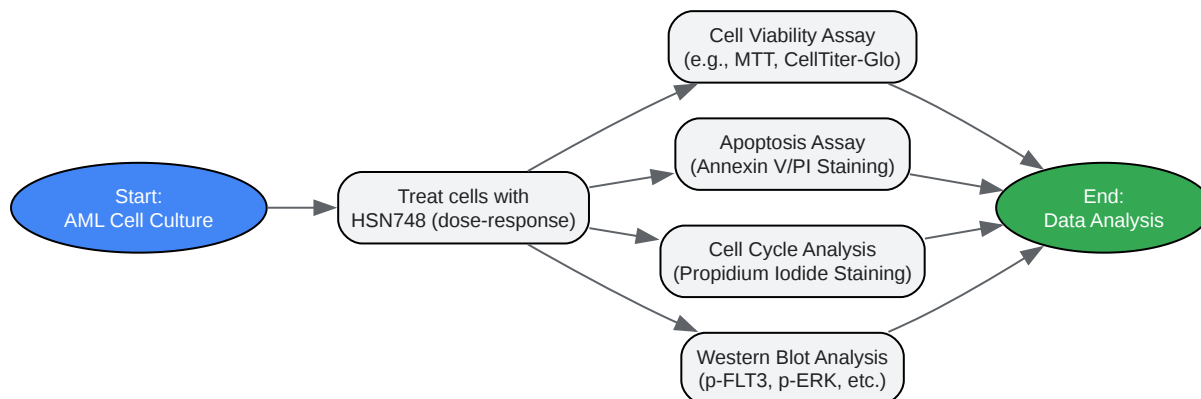 Start:
AML Cell Culture
Treat cells with
HSN748 (dose-response)
Cell Viability Assay
(e.g., MTT, CellTiter-Glo)
Apoptosis Assay
(Annexin V/PI Staining)
Cell Cycle Analysis
(Propidium Iodide Staining)
Western Blot Analysis
(p-FLT3, p-ERK, etc.)
End:
Data Analysis